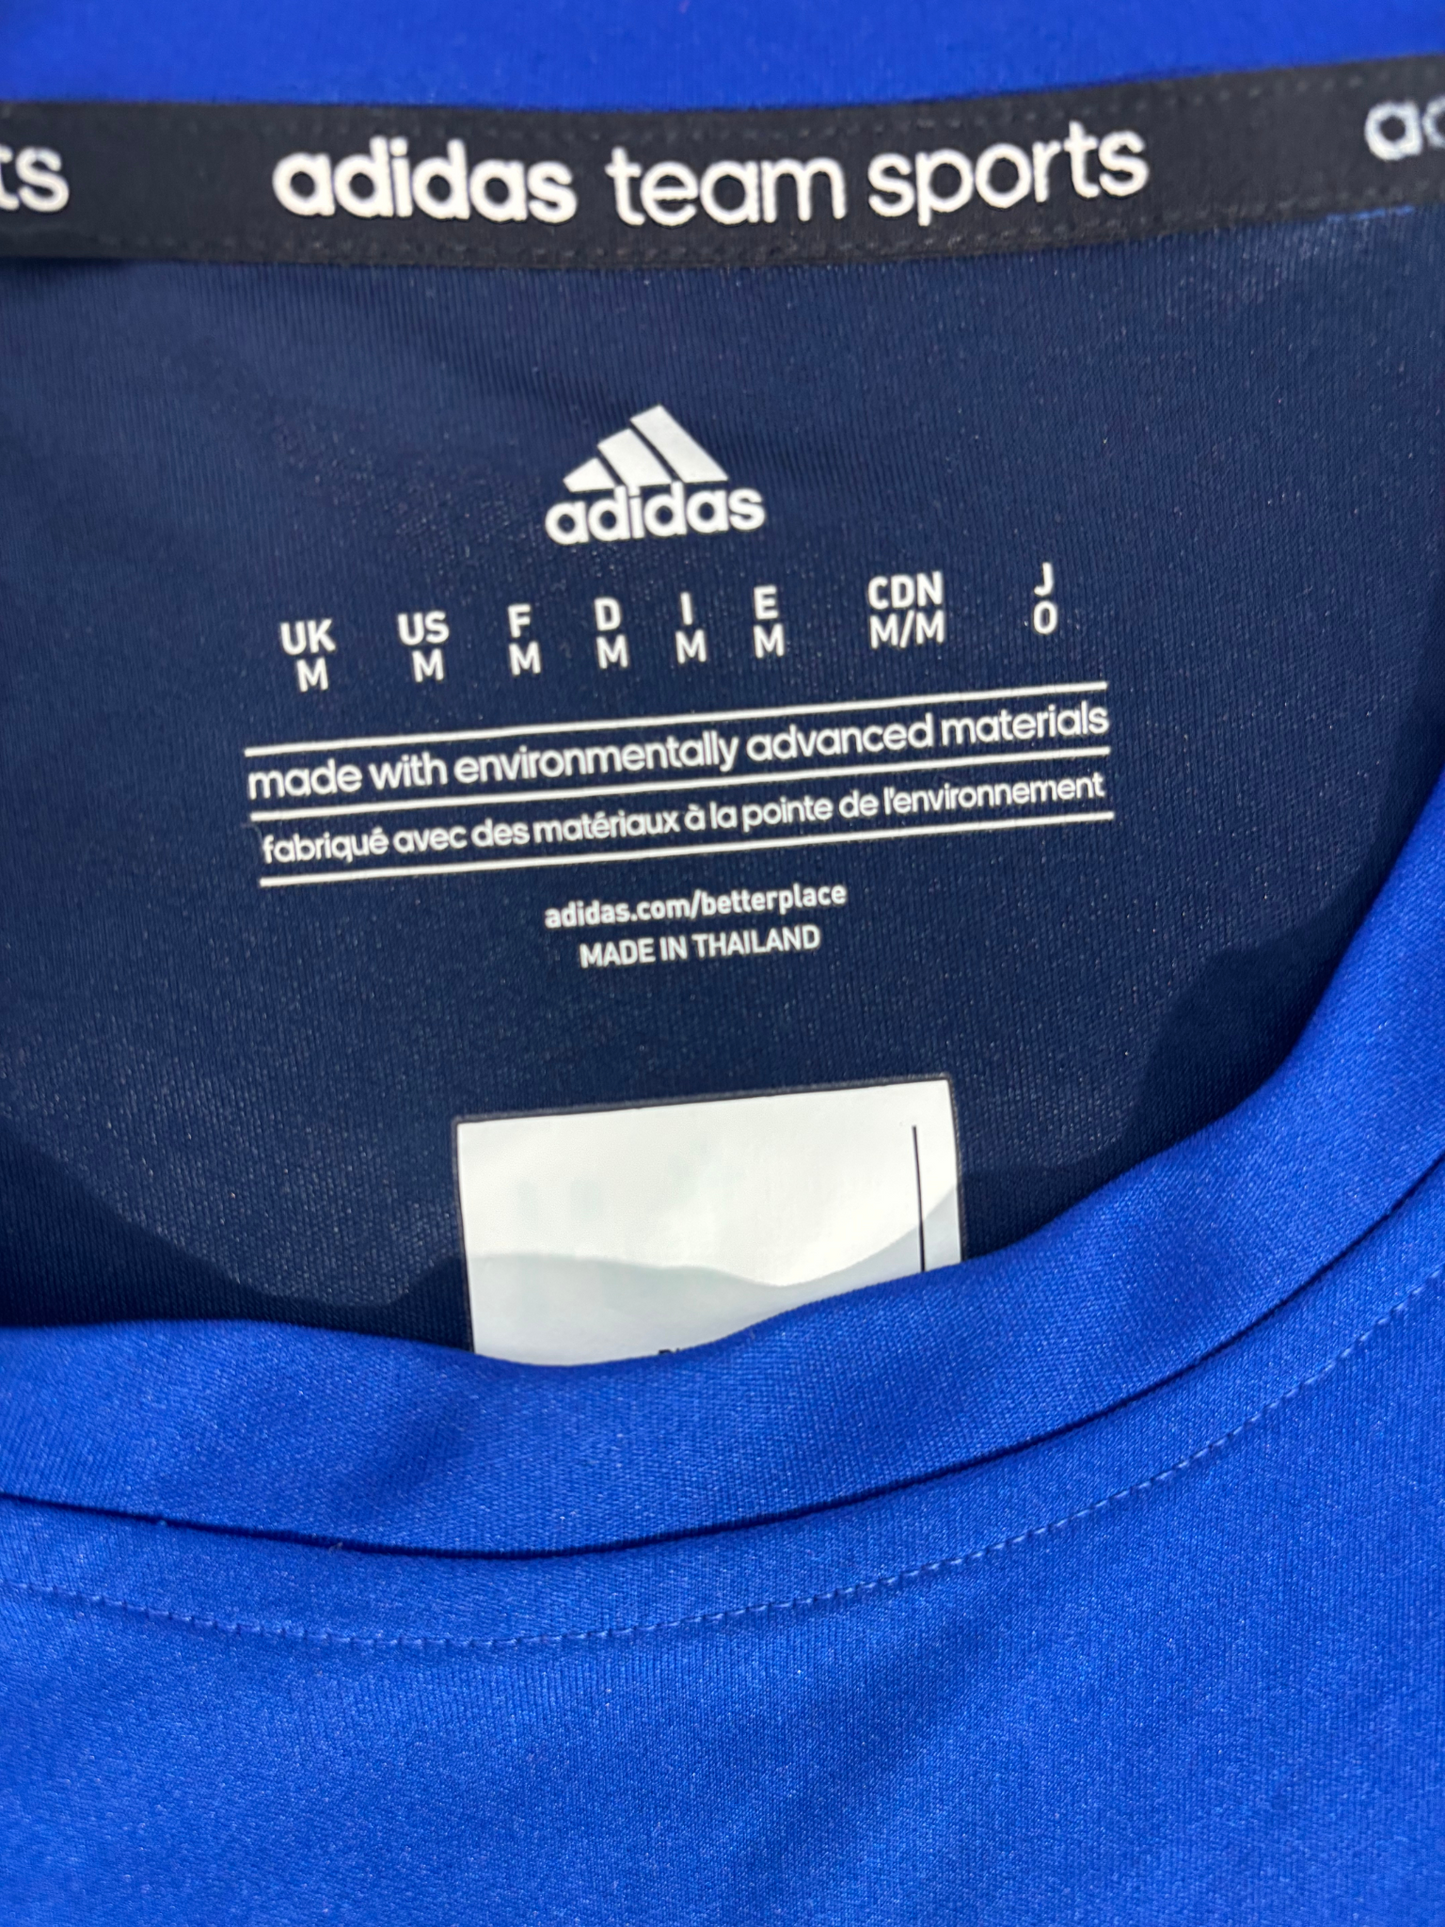 ts adidas team sports
adidas
UK US F D I E CDN J
M M M M M M M/M O
made with environmentally advanced materials
fabriqué avec des matériaux à la pointe de l'environnement
adidas.com/betterplace
MADE IN THAILAND